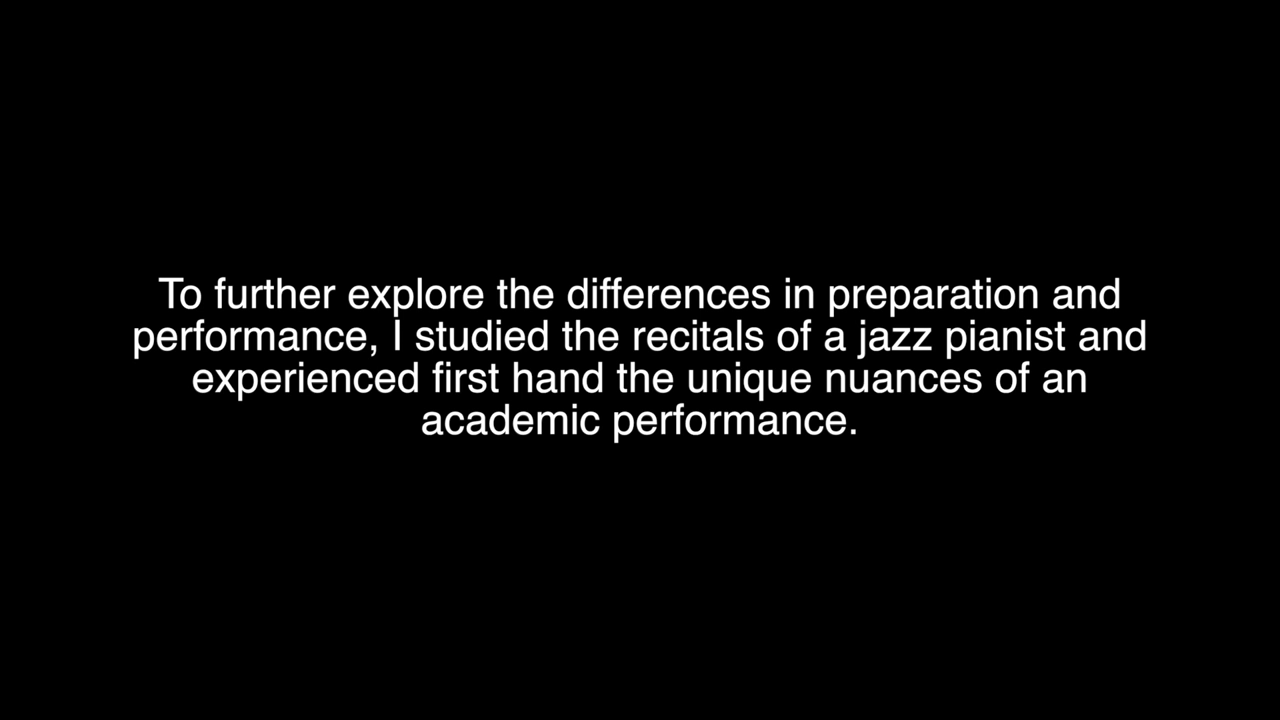 To further explore the differences in preparation and
performance, I studied the recitals of a jazz pianist and
experienced first hand the unique nuances of an
academic performance.